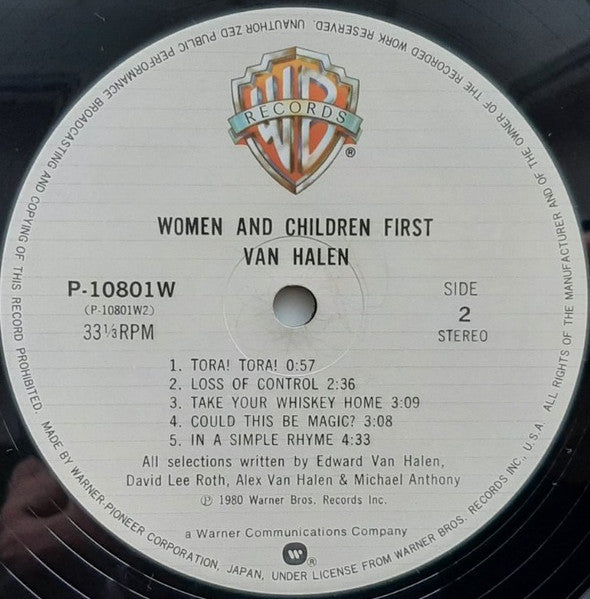 WB
RECORDS
®
WOMEN AND CHILDREN FIRST
VAN HALEN
P-10801W
(P-10801W2)
33⅓RPM
SIDE
2
STEREO
1. TORA! TORA! 0:57
2. LOSS OF CONTROL 2:36
3. TAKE YOUR WHISKEY HOME 3:09
4. COULD THIS BE MAGIC? 3:08
5. IN A SIMPLE RHYME 4:33
All selections written by Edward Van Halen,
David Lee Roth, Alex Van Halen & Michael Anthony
℗ 1980 Warner Bros. Records Inc.
a Warner Communications Company
®
MADE BY WARNER-PIONEER CORPORATION, JAPAN, UNDER LICENSE FROM WARNER BROS. RECORDS INC., U.S.A. ALL RIGHTS OF THE MANUFACTURER AND OF THE OWNER OF THE RECORDED WORK RESERVED. UNAUTHORIZED PUBLIC PERFORMANCE BROADCASTING AND COPYING OF THIS RECORD PROHIBITED.